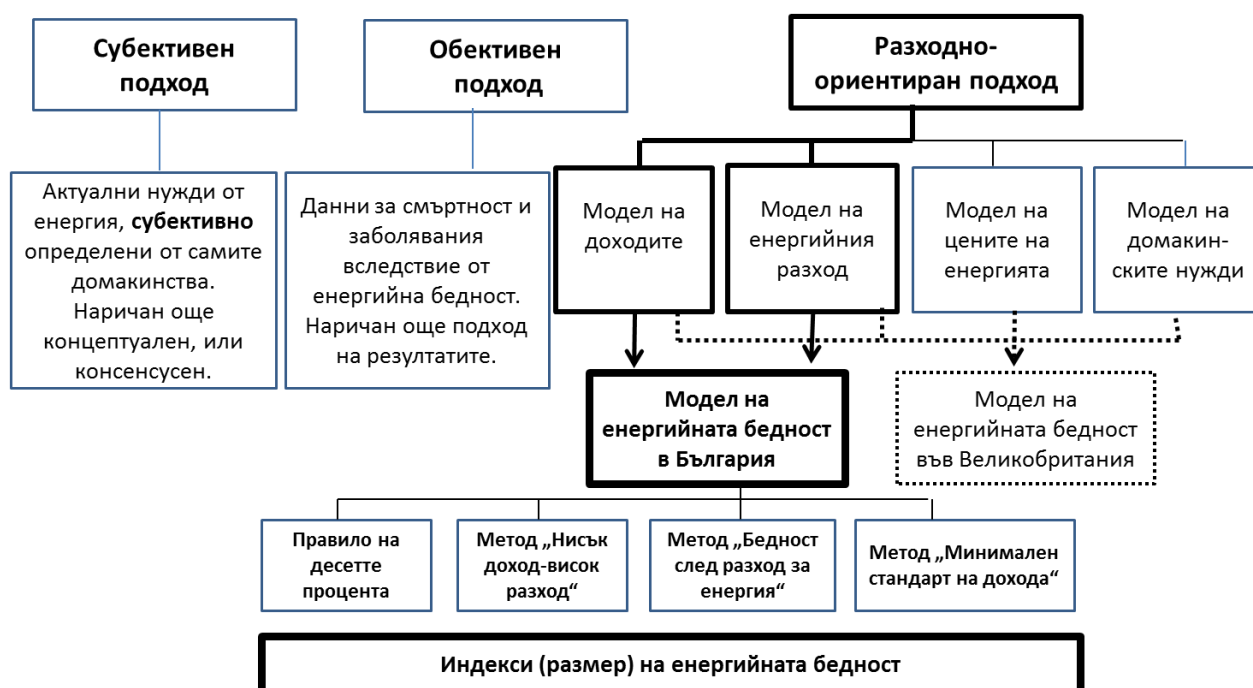 Субективен
подход
Обективен
подход
Разходно-
ориентиран подход
Актуални нужди от
енергия, субективно
определени от самите
домакинства.
Наричан още
концептуален, или
консенсусен.
Данни за смъртност и
заболявания
вследствие от
енергийна бедност.
Наричан още подход
на резултатите.
Модел на
доходите
Модел на
енергийния
разход
Модел на
цените на
енергията
Модел на
домакин-
ските нужди
Модел на
енергийната бедност
в България
Модел на
енергийната бедност
във Великобритания
Правило на
десетте
процента
Метод „Нисък
доход-висок
разход“
Метод „Бедност
след разход за
енергия“
Метод „Минимален
стандарт на дохода“
Индекси (размер) на енергийната бедност